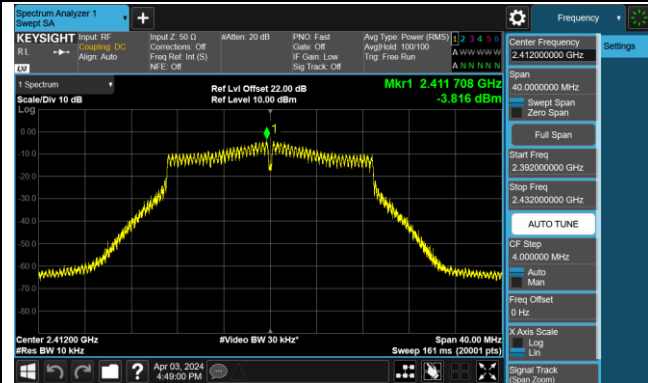 Spectrum Analyzer 1
Swept SA
Frequency
KEYSIGHT
RL
LXI
Input: RF
Coupling: DC
Align: Auto
Input Z: 50 Ω
Corrections: Off
Freq Ref: Int (S)
NFE: Off
#Atten: 20 dB
PNO: Fast
Gate: Off
IF Gain: Low
Sig Track: Off
Avg Type: Power (RMS)
Avg|Hold: 100/100
Trig: Free Run
1 2 3 4 5 6
A W W W W W
A N N N N N
1 Spectrum
Scale/Div 10 dB
Log
Ref Lvl Offset 22.00 dB
Ref Level 10.00 dBm
Mkr1 2.411 708 GHz
-3.816 dBm
1
0.00
-10.0
-20.0
-30.0
-40.0
-50.0
-60.0
-70.0
-80.0
Center 2.41200 GHz
#Res BW 10 kHz
#Video BW 30 kHz*
Span 40.00 MHz
Sweep 161 ms (20001 pts)
Center Frequency
2.412000000 GHz
Settings
Span
40.0000000 MHz
Swept Span
Zero Span
Full Span
Start Freq
2.392000000 GHz
Stop Freq
2.432000000 GHz
AUTO TUNE
CF Step
4.000000 MHz
Auto
Man
Freq Offset
0 Hz
X Axis Scale
Log
Lin
Signal Track
(Span Zoom)
Apr 03, 2024
4:49:00 PM